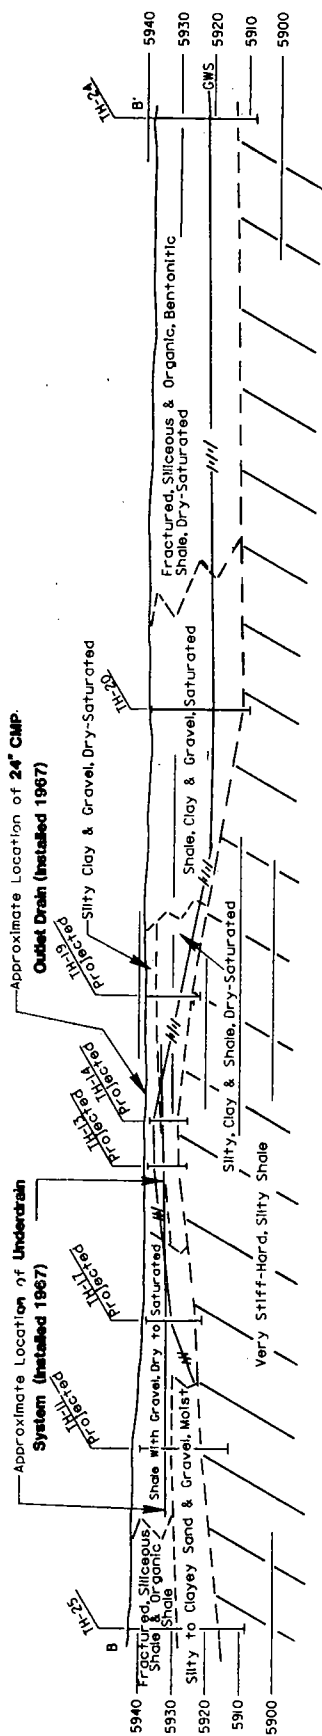 Approximate Location of Underdrain
System (Installed 1967)
Approximate Location of 24" CMP
Outlet Drain (Installed 1967)
B
B'
TH-25
TH-11
Projected
TH-17
Projected
TH-13
Projected
TH-14
Projected
TH-19
Projected
TH-20
TH-24
5940
5930
5920
5910
5900
5940
5930
5920
5910
5900
GWS
Fractured, Siliceous
Shale & Organic
Shale
Shale With Gravel, Dry to Saturated
Silty to Clayey Sand & Gravel, Moist
Silty Clay & Gravel, Dry-Saturated
Silty, Clay & Shale, Dry-Saturated
Shale, Clay & Gravel, Saturated
Fractured, Siliceous & Organic, Bentonitic
Shale, Dry-Saturated
Very Stiff-Hard, Silty Shale